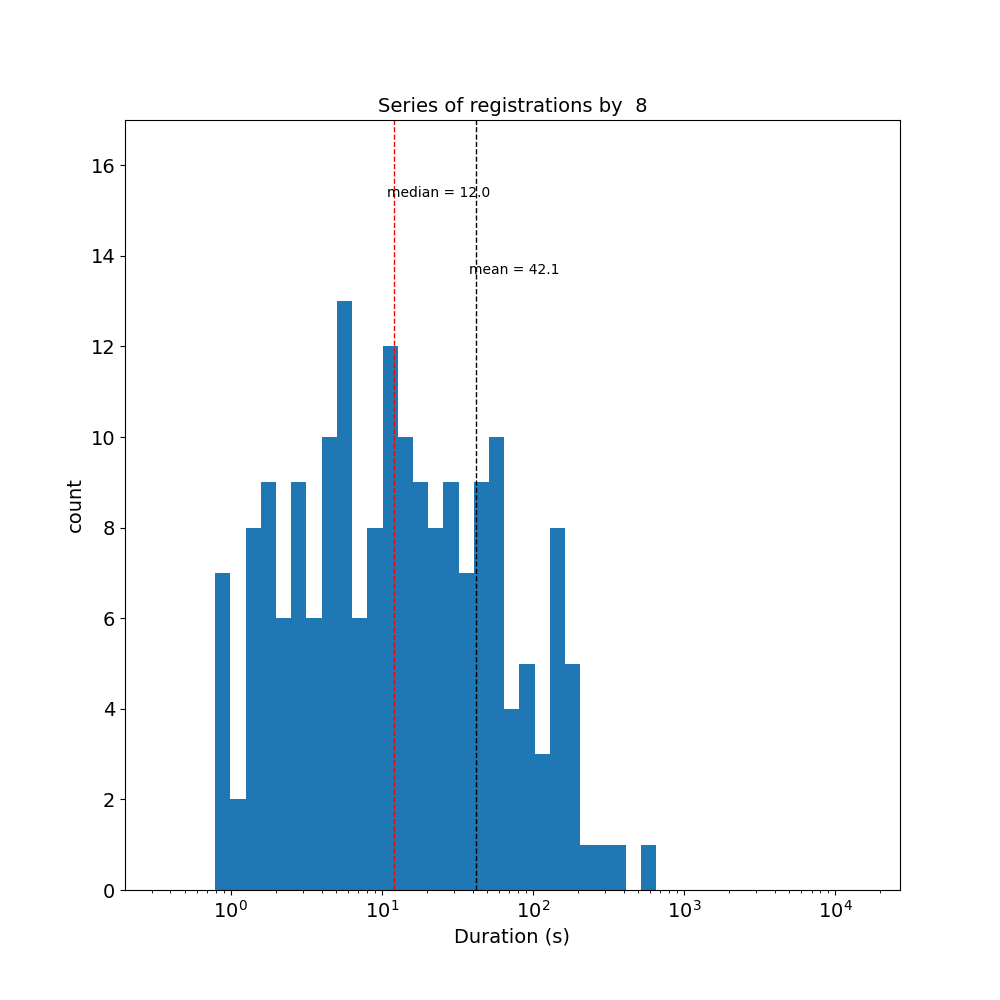 Series of registrations by  8
16
14
12
10
8
6
4
2
0
count
median = 12.0
mean = 42.1
10⁰
10¹
10²
10³
10⁴
Duration (s)